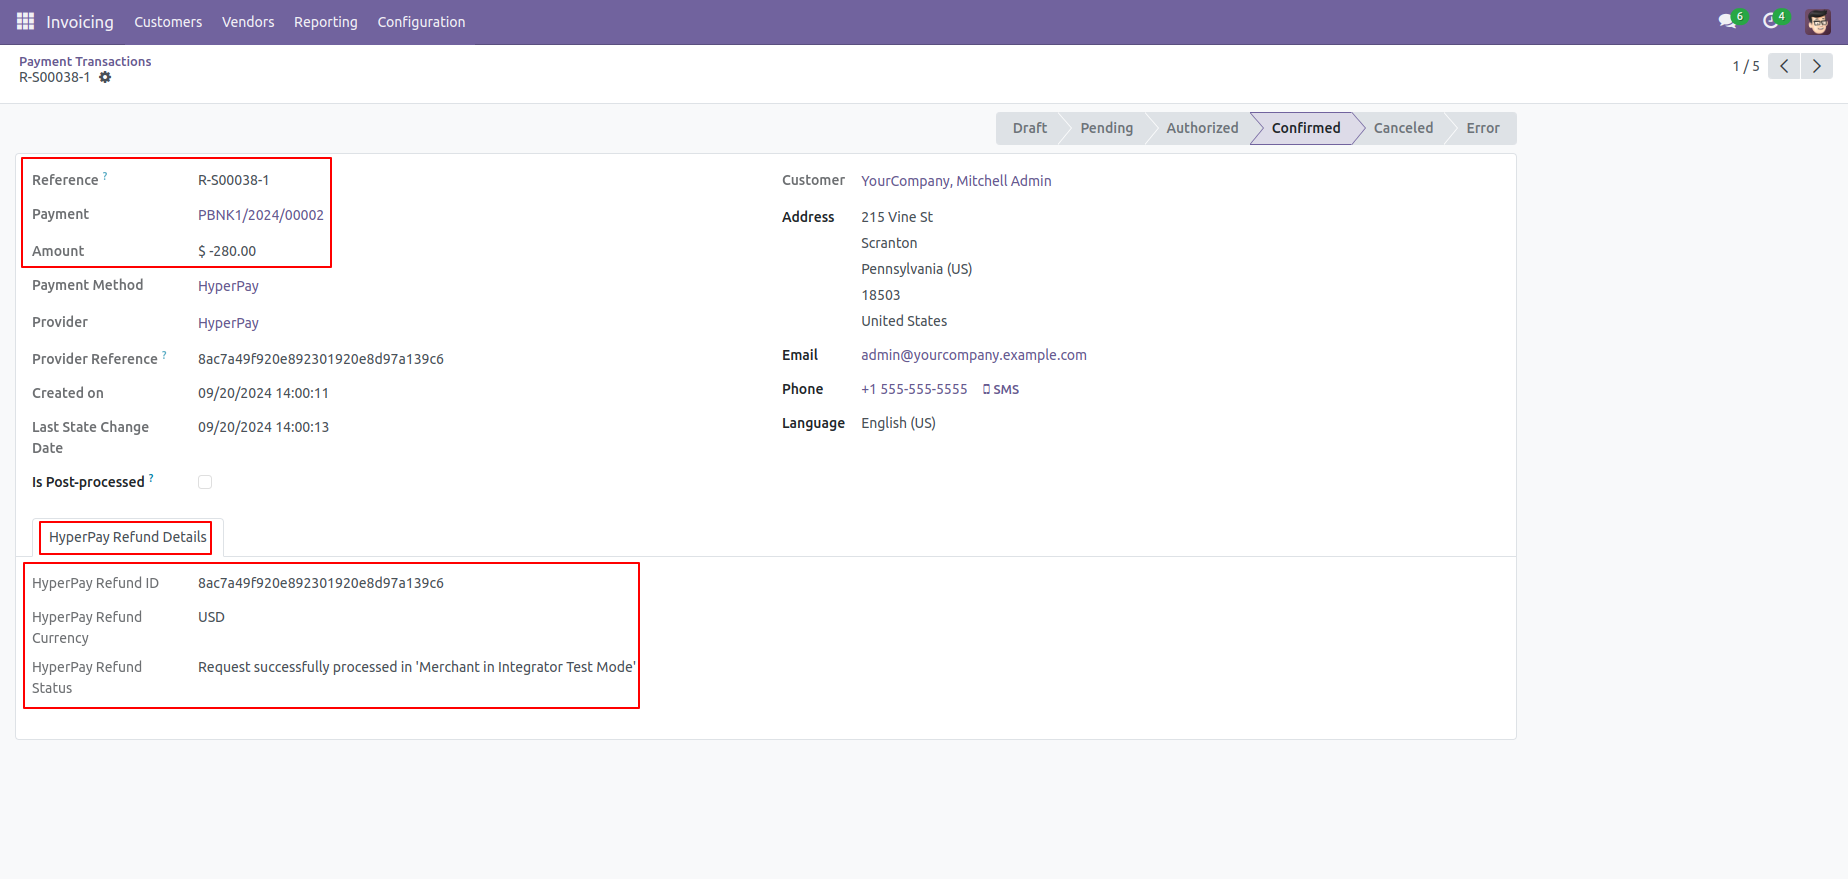 Invoicing Customers Vendors Reporting Configuration 6 4
Payment Transactions
R-S00038-1
1 / 5
Draft Pending Authorized Confirmed Canceled Error
Reference ? R-S00038-1
Payment PBNK1/2024/00002
Amount $ -280.00
Payment Method HyperPay
Provider HyperPay
Provider Reference ? 8ac7a49f920e892301920e8d97a139c6
Created on 09/20/2024 14:00:11
Last State Change
Date
09/20/2024 14:00:13
Is Post-processed ?
Customer YourCompany, Mitchell Admin
Address 215 Vine St
Scranton
Pennsylvania (US)
18503
United States
Email admin@yourcompany.example.com
Phone +1 555-555-5555 SMS
Language English (US)
HyperPay Refund Details
HyperPay Refund ID 8ac7a49f920e892301920e8d97a139c6
HyperPay Refund
Currency
USD
HyperPay Refund
Status
Request successfully processed in 'Merchant in Integrator Test Mode'